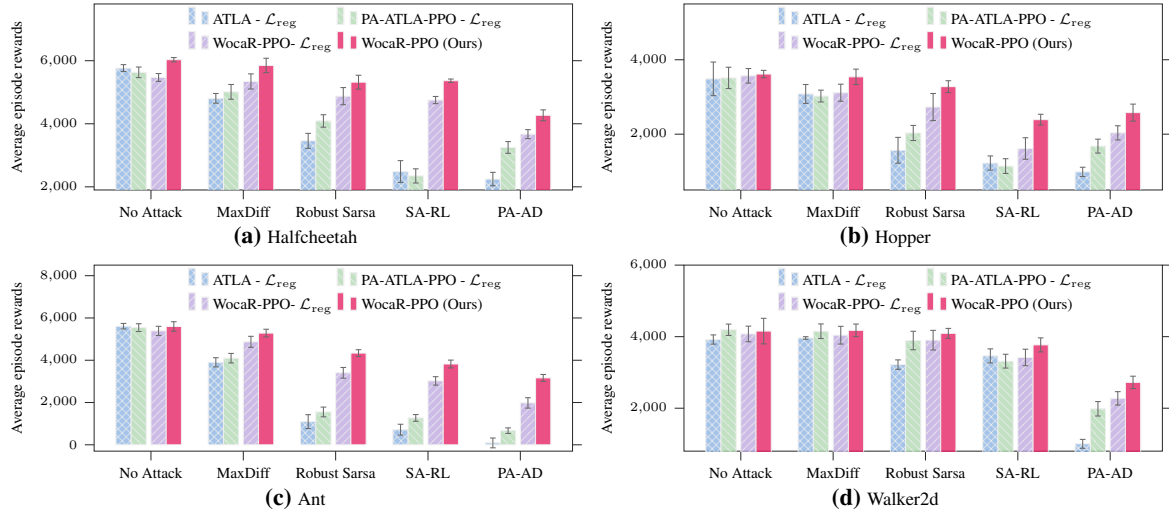 ATLA - ℒreg
PA-ATLA-PPO - ℒreg
WocaR-PPO- ℒreg
WocaR-PPO (Ours)
Average episode rewards
6,000
4,000
2,000
No Attack MaxDiff Robust Sarsa SA-RL PA-AD
(a) Halfcheetah
ATLA - ℒreg
PA-ATLA-PPO - ℒreg
WocaR-PPO- ℒreg
WocaR-PPO (Ours)
Average episode rewards
4,000
2,000
No Attack MaxDiff Robust Sarsa SA-RL PA-AD
(b) Hopper
ATLA - ℒreg
PA-ATLA-PPO - ℒreg
WocaR-PPO- ℒreg
WocaR-PPO (Ours)
Average episode rewards
8,000
6,000
4,000
2,000
0
No Attack MaxDiff Robust Sarsa SA-RL PA-AD
(c) Ant
ATLA - ℒreg
PA-ATLA-PPO - ℒreg
WocaR-PPO- ℒreg
WocaR-PPO (Ours)
Average episode rewards
6,000
4,000
2,000
No Attack MaxDiff Robust Sarsa SA-RL PA-AD
(d) Walker2d